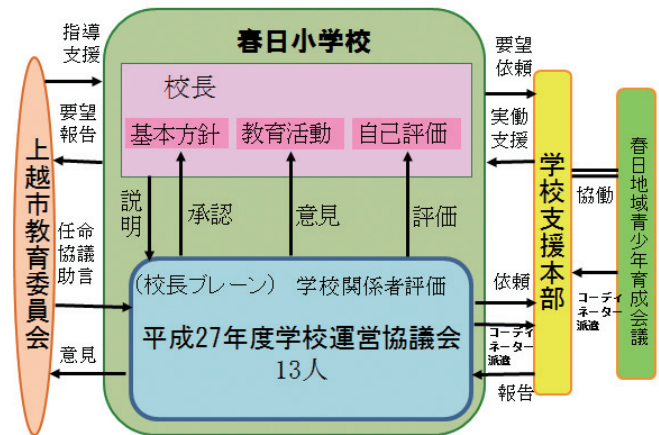 春日小学校
指導
支援
要望
報告
上越市教育委員会
任命
協議
助言
意見
校長
基本方針
教育活動
自己評価
説明
承認
意見
評価
(校長ブレーン)
学校関係者評価
平成27年度学校運営協議会
13人
要望
依頼
実働
支援
学校支援本部
依頼
コーディ
ネーター
派遣
報告
協働
コーディ
ネーター
派遣
春日地域青少年育成会議